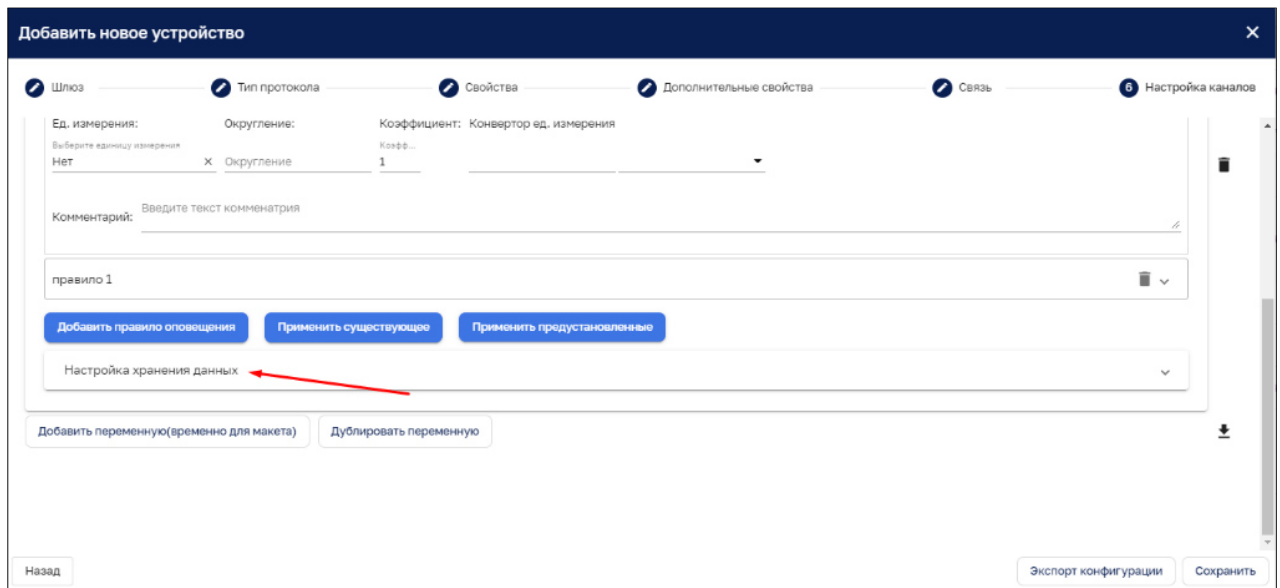 Добавить новое устройство
Шлюз Тип протокола Свойства Дополнительные свойства Связь 6 Настройка каналов
Ед. измерения: Округление: Коэффициент: Конвертор ед. измерения
Выберите единицу измерения Коэфф...
Нет Округление 1
Введите текст комменатрия
Комментарий:
правило 1
Добавить правило оповещения Применить существующее Применить предустановленные
Настройка хранения данных
Добавить переменную(временно для макета) Дублировать переменную
Назад Экспорт конфигурации Сохранить